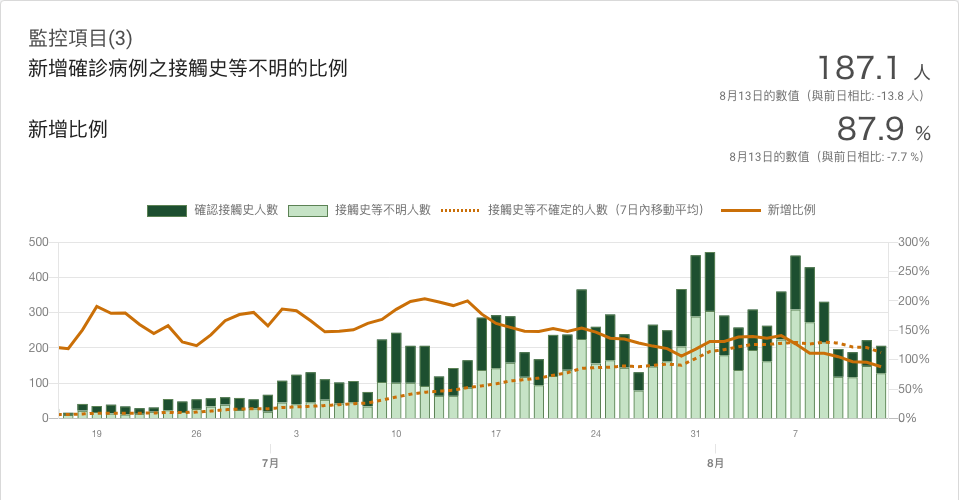 監控項目(3)
新增確診病例之接觸史等不明的比例
187.1 人
8月13日的數值（與前日相比: -13.8 人）
新增比例
87.9 %
8月13日的數值（與前日相比: -7.7 %）
確認接觸史人數 接觸史等不明人數 接觸史等不確定的人數（7日內移動平均） 新增比例
500 300%
250%
400
200%
300
150%
200
100%
100
50%
0 0%
19 26 3 10 17 24 31 7
7月 8月